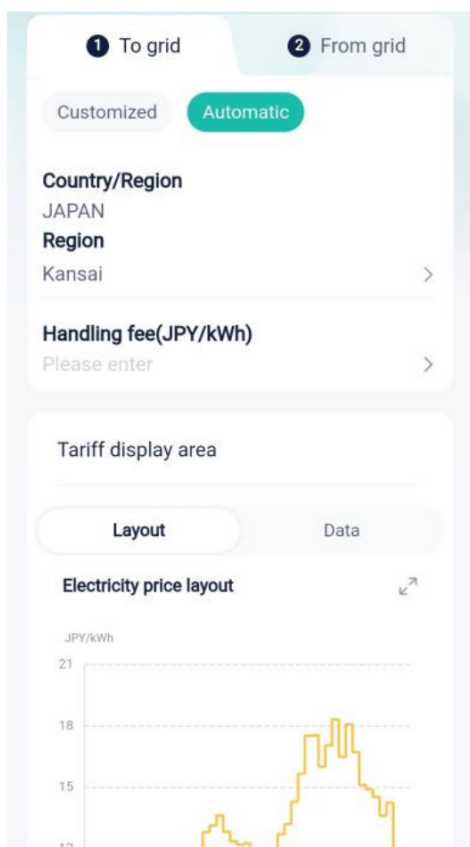 1 To grid
2 From grid
Customized
Automatic
Country/Region
JAPAN
Region
Kansai
Handling fee(JPY/kWh)
Please enter
Tariff display area
Layout
Data
Electricity price layout
JPY/kWh
21
18
15